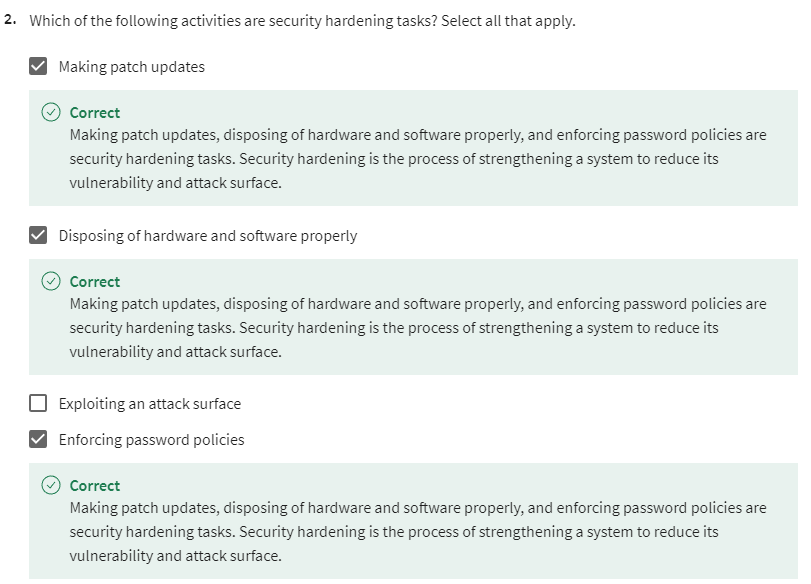 2. Which of the following activities are security hardening tasks? Select all that apply.
Making patch updates
Correct
Making patch updates, disposing of hardware and software properly, and enforcing password policies are
security hardening tasks. Security hardening is the process of strengthening a system to reduce its
vulnerability and attack surface.
Disposing of hardware and software properly
Correct
Making patch updates, disposing of hardware and software properly, and enforcing password policies are
security hardening tasks. Security hardening is the process of strengthening a system to reduce its
vulnerability and attack surface.
Exploiting an attack surface
Enforcing password policies
Correct
Making patch updates, disposing of hardware and software properly, and enforcing password policies are
security hardening tasks. Security hardening is the process of strengthening a system to reduce its
vulnerability and attack surface.